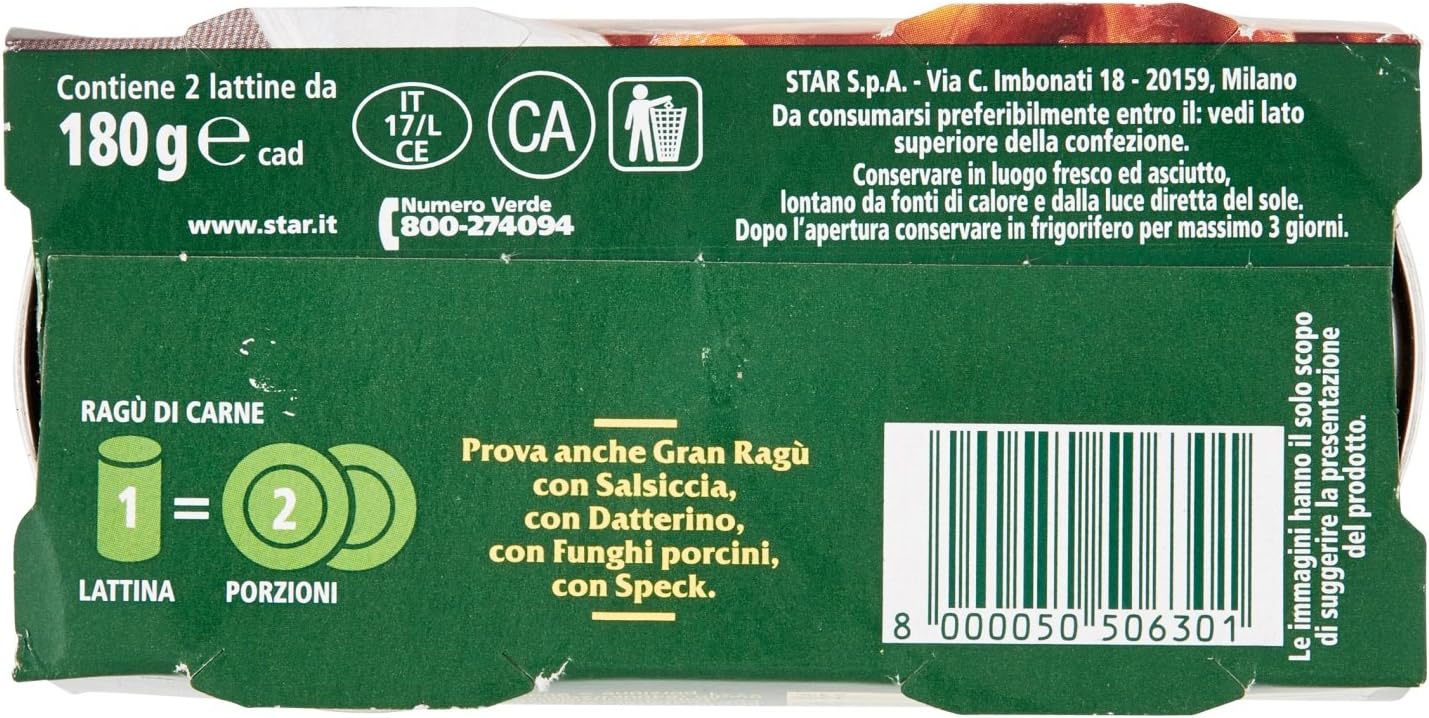 Contiene 2 lattine da
180 g ℮ cad
IT
17/L
CE
CA
www.star.it
Numero Verde
800-274094
STAR S.p.A. - Via C. Imbonati 18 - 20159, Milano
Da consumarsi preferibilmente entro il: vedi lato
superiore della confezione.
Conservare in luogo fresco ed asciutto,
lontano da fonti di calore e dalla luce diretta del sole.
Dopo l'apertura conservare in frigorifero per massimo 3 giorni.
RAGÙ DI CARNE
1 = 2
LATTINA PORZIONI
Prova anche Gran Ragù
con Salsiccia,
con Datterino,
con Funghi porcini,
con Speck.
8 000050 506301
Le immagini hanno il solo scopo
di suggerire la presentazione
del prodotto.